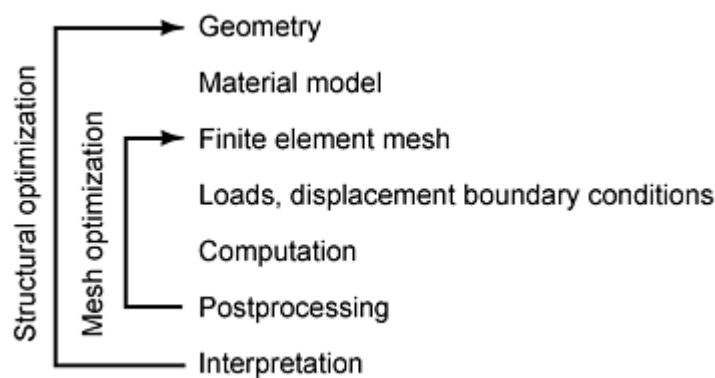 Structural optimization
Mesh optimization
Geometry
Material model
Finite element mesh
Loads, displacement boundary conditions
Computation
Postprocessing
Interpretation